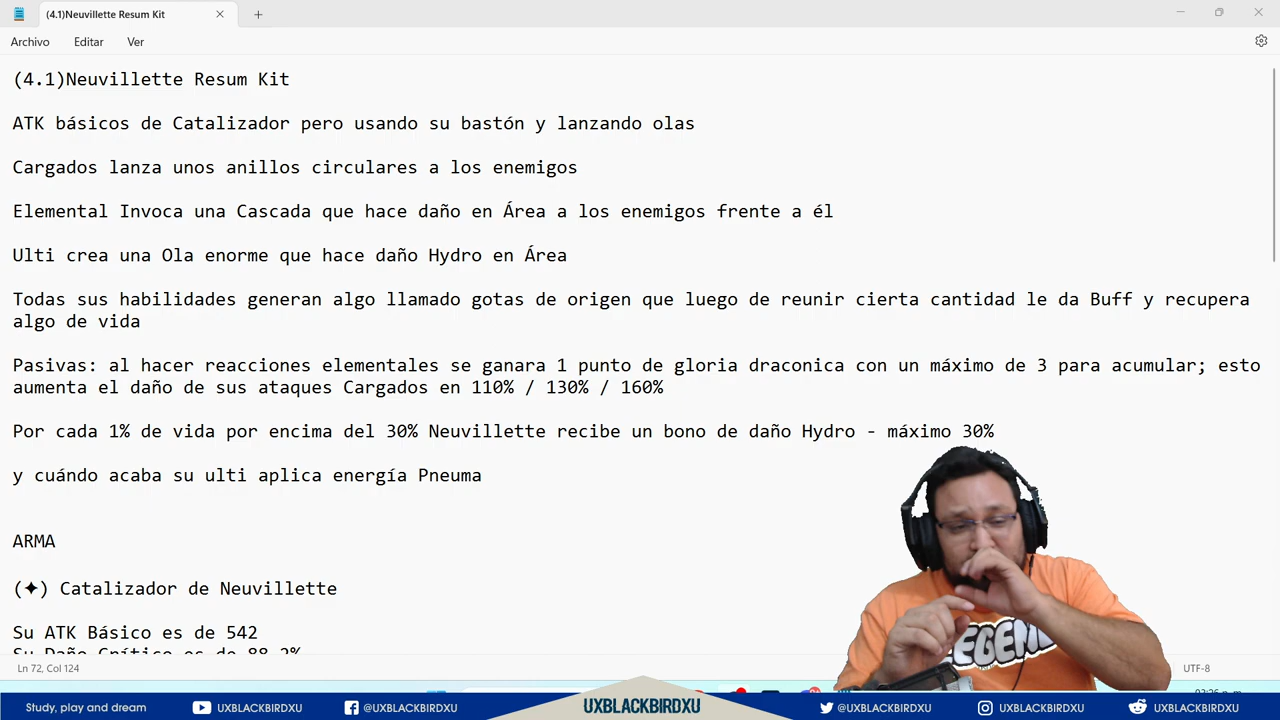 (4.1)Neuvillette Resum Kit
Archivo Editar Ver
(4.1)Neuvillette Resum Kit
ATK básicos de Catalizador pero usando su bastón y lanzando olas
Cargados lanza unos anillos circulares a los enemigos
Elemental Invoca una Cascada que hace daño en Área a los enemigos frente a él
Ulti crea una Ola enorme que hace daño Hydro en Área
Todas sus habilidades generan algo llamado gotas de origen que luego de reunir cierta cantidad le da Buff y recupera
algo de vida
Pasivas: al hacer reacciones elementales se ganara 1 punto de gloria draconica con un máximo de 3 para acumular; esto
aumenta el daño de sus ataques Cargados en 110% / 130% / 160%
Por cada 1% de vida por encima del 30% Neuvillette recibe un bono de daño Hydro - máximo 30%
y cuándo acaba su ulti aplica energía Pneuma
ARMA
(✦) Catalizador de Neuvillette
Su ATK Básico es de 542
Su Daño Crítico es de 88.2%
Ln 72, Col 124 UTF-8
Study, play and dream UXBLACKBIRDXU @UXBLACKBIRDXU UXBLACKBIRDXU @UXBLACKBIRDXU UXBLACKBIRDXU UXBLACKBIRDXU